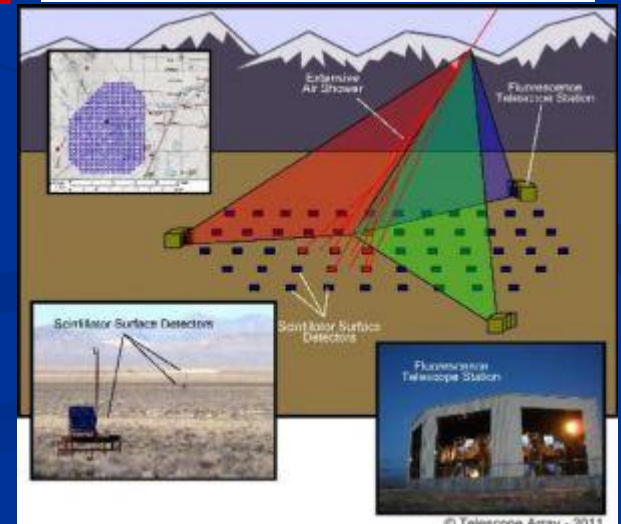 Extensive
Air Shower
Fluorescence
Telescope Station
Scintillator Surface Detectors
Scintillator Surface
Detectors
Fluorescence
Telescope Station
© Telescope Array - 2011